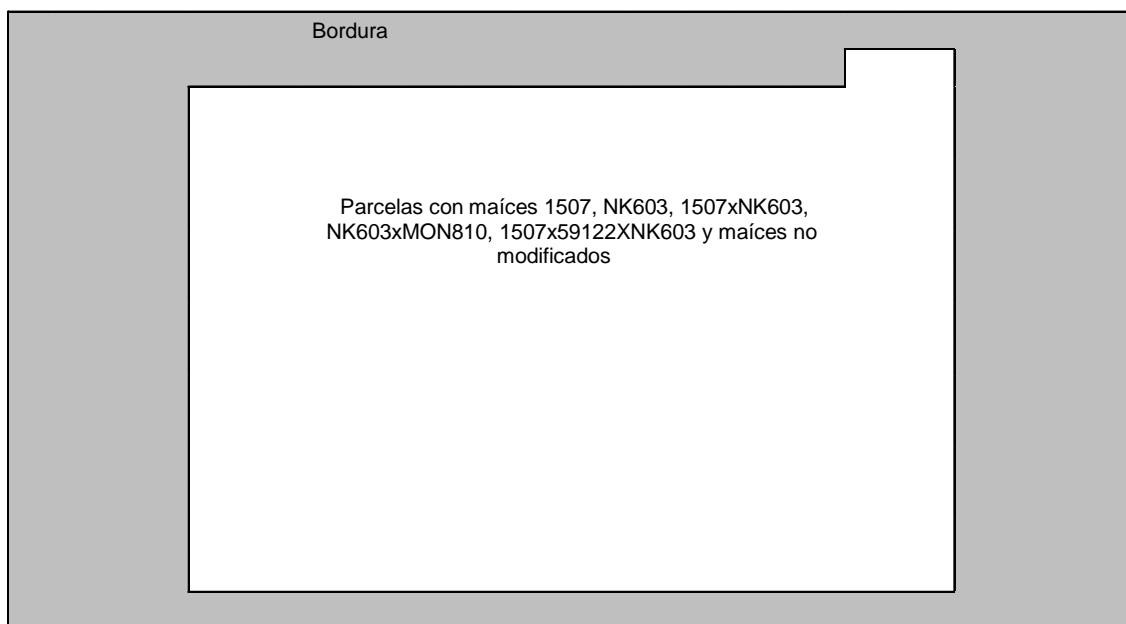 Bordura
Parcelas con maíces 1507, NK603, 1507xNK603,
NK603xMON810, 1507x59122XNK603 y maíces no
modificados